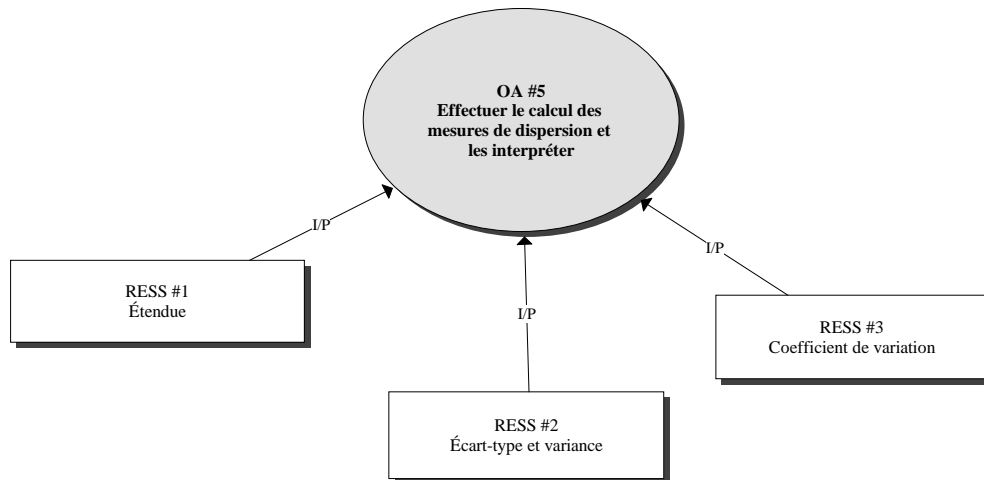 OA #5
Effectuer le calcul des
mesures de dispersion et
les interpréter
I/P
I/P
I/P
RESS #1
Étendue
RESS #3
Coefficient de variation
RESS #2
Écart-type et variance